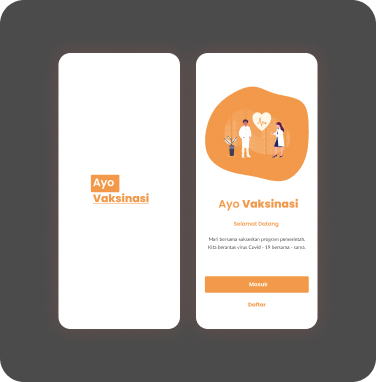 Ayo
Vaksinasi
Ayo Vaksinasi
Selamat Datang
Mari bersama sukseskan program pemerintah.
Kita berantas virus Covid - 19 bersama - sama.
Masuk
Daftar